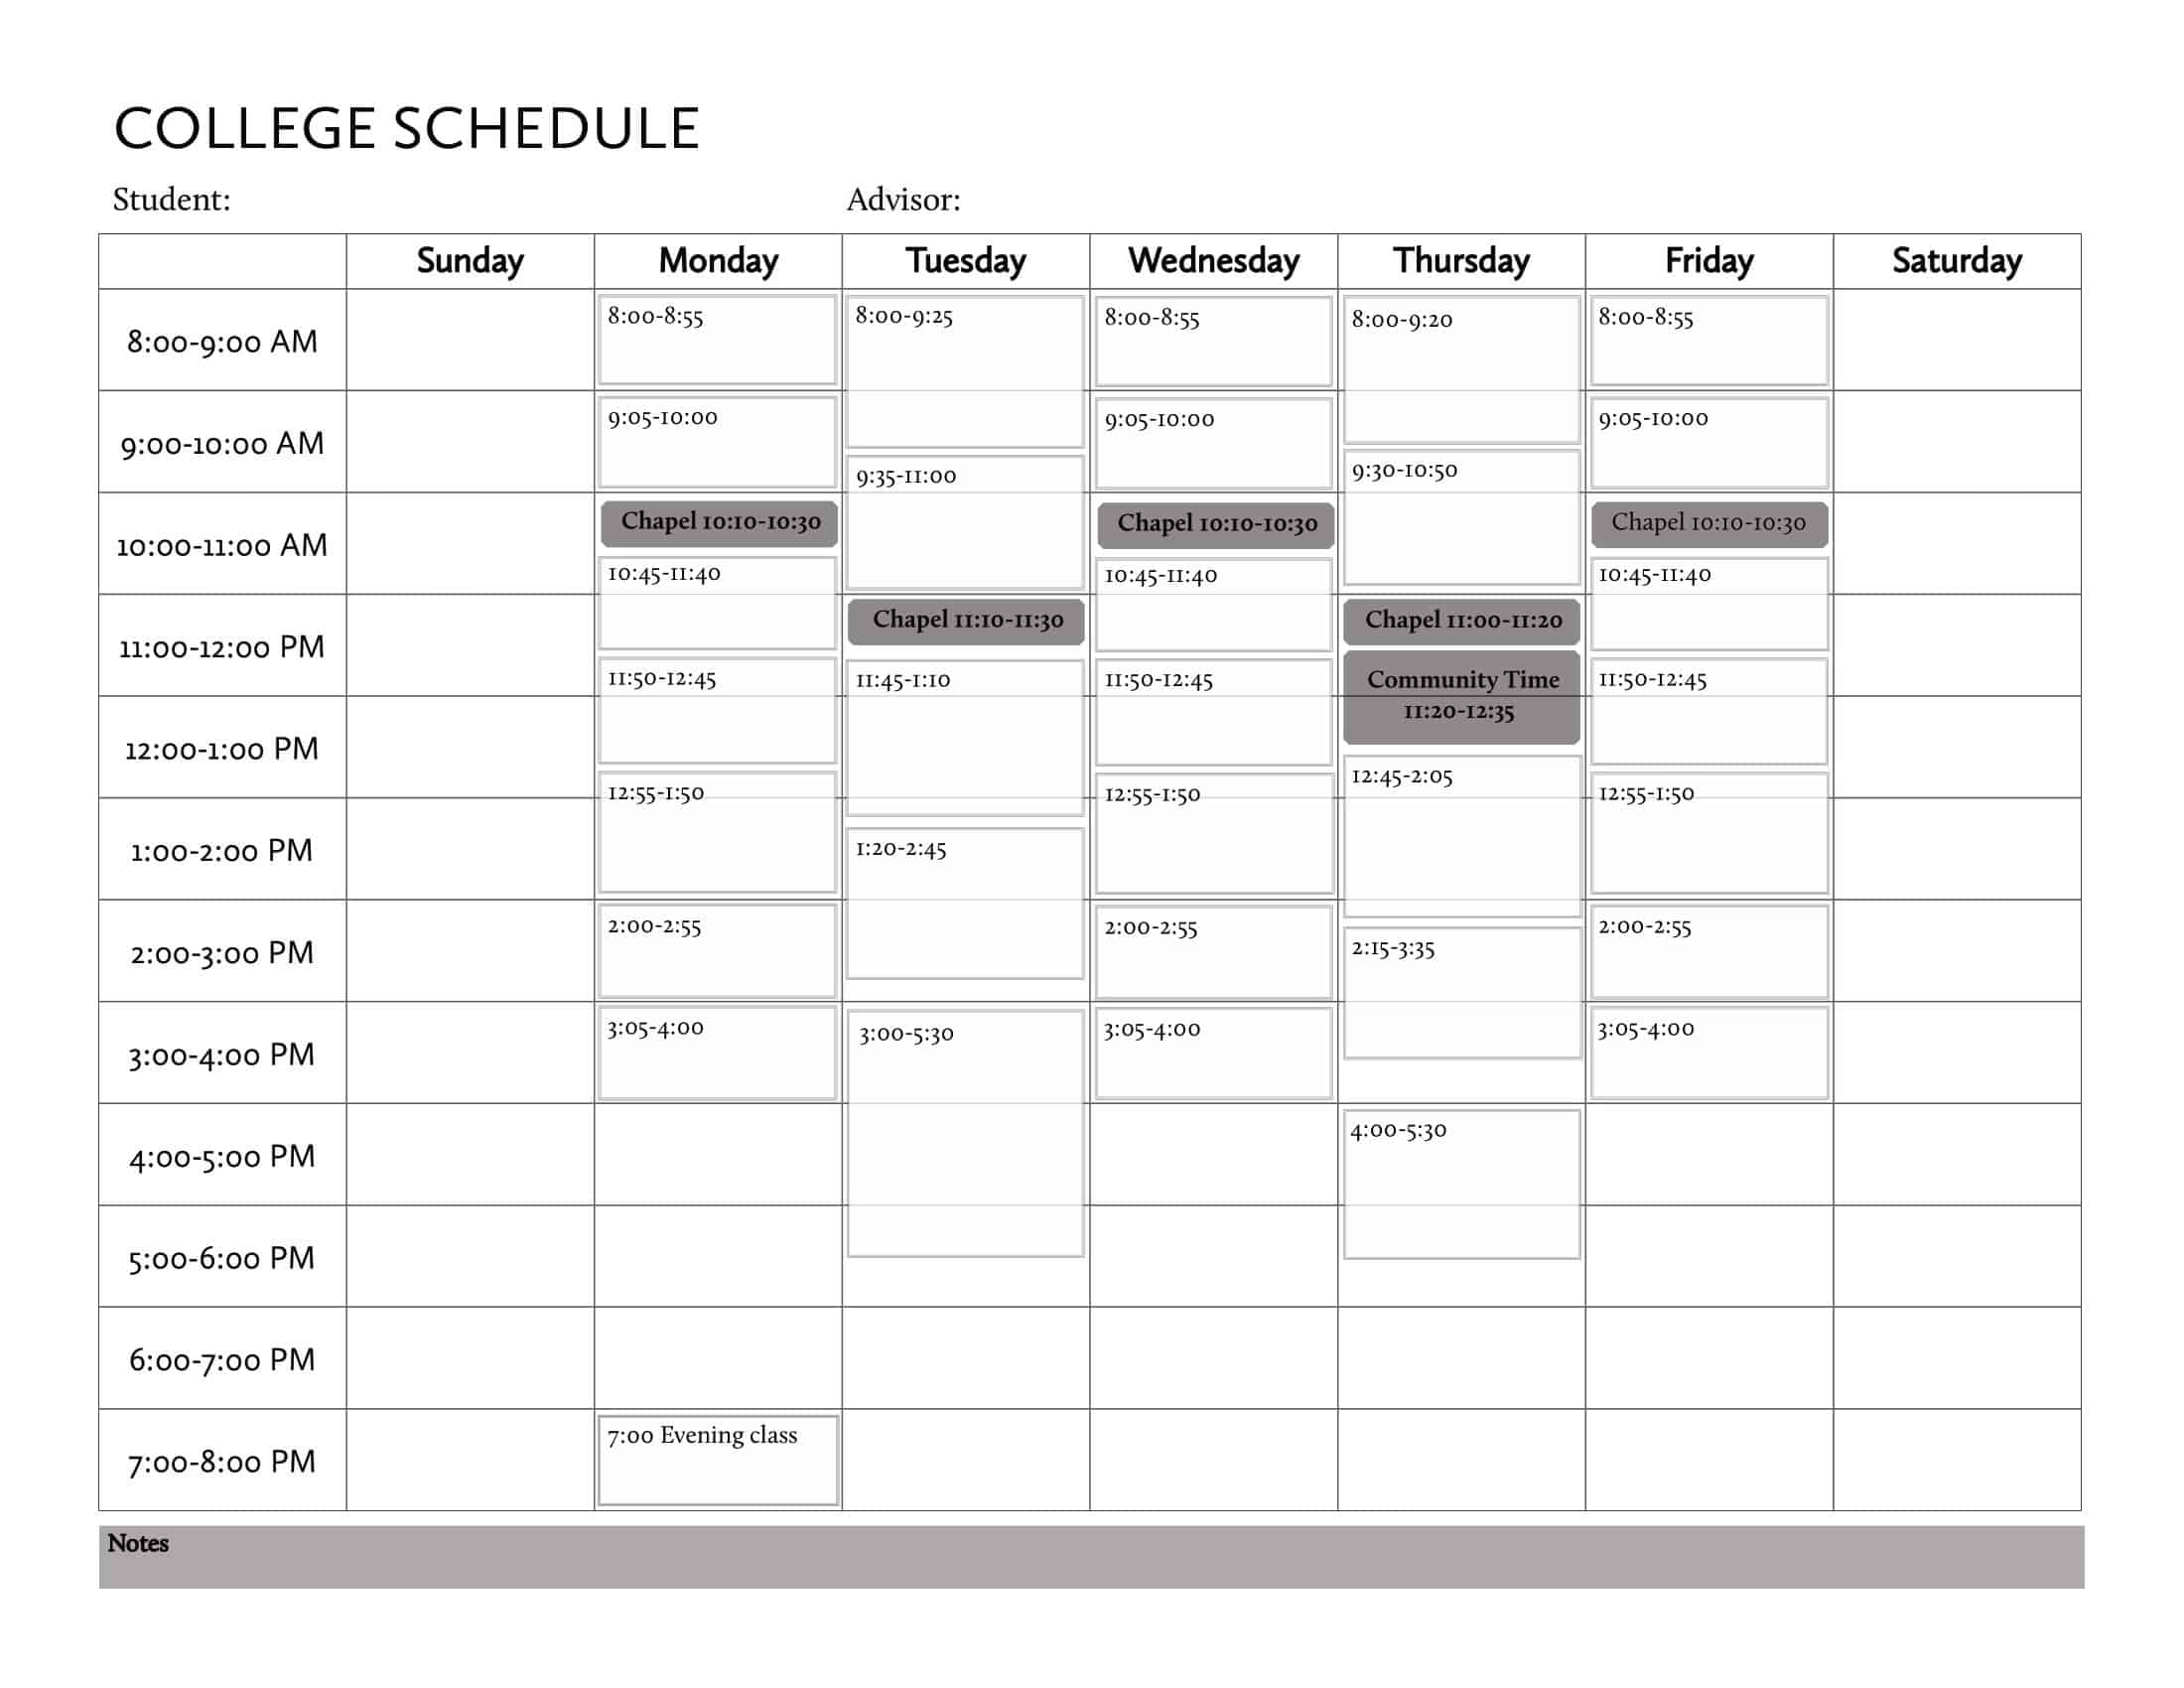 COLLEGE SCHEDULE
Student: Advisor:
Sunday Monday Tuesday Wednesday Thursday Friday Saturday
8:00-9:00 AM
8:00-8:55
8:00-9:25
8:00-8:55
8:00-9:20
8:00-8:55
9:00-10:00 AM
9:05-10:00
9:35-11:00
9:05-10:00
9:30-10:50
9:05-10:00
10:00-11:00 AM
Chapel 10:10-10:30
Chapel 10:10-10:30
Chapel 10:10-10:30
10:45-11:40
10:45-11:40
10:45-11:40
11:00-12:00 PM
Chapel 11:10-11:30
Chapel 11:00-11:20
11:50-12:45
11:45-1:10
11:50-12:45
Community Time
11:20-12:35
11:50-12:45
12:00-1:00 PM
12:55-1:50
12:55-1:50
12:45-2:05
12:55-1:50
1:00-2:00 PM
1:20-2:45
2:00-3:00 PM
2:00-2:55
2:00-2:55
2:15-3:35
2:00-2:55
3:00-4:00 PM
3:05-4:00
3:00-5:30
3:05-4:00
3:05-4:00
4:00-5:00 PM
4:00-5:30
5:00-6:00 PM
6:00-7:00 PM
7:00-8:00 PM
7:00 Evening class
Notes